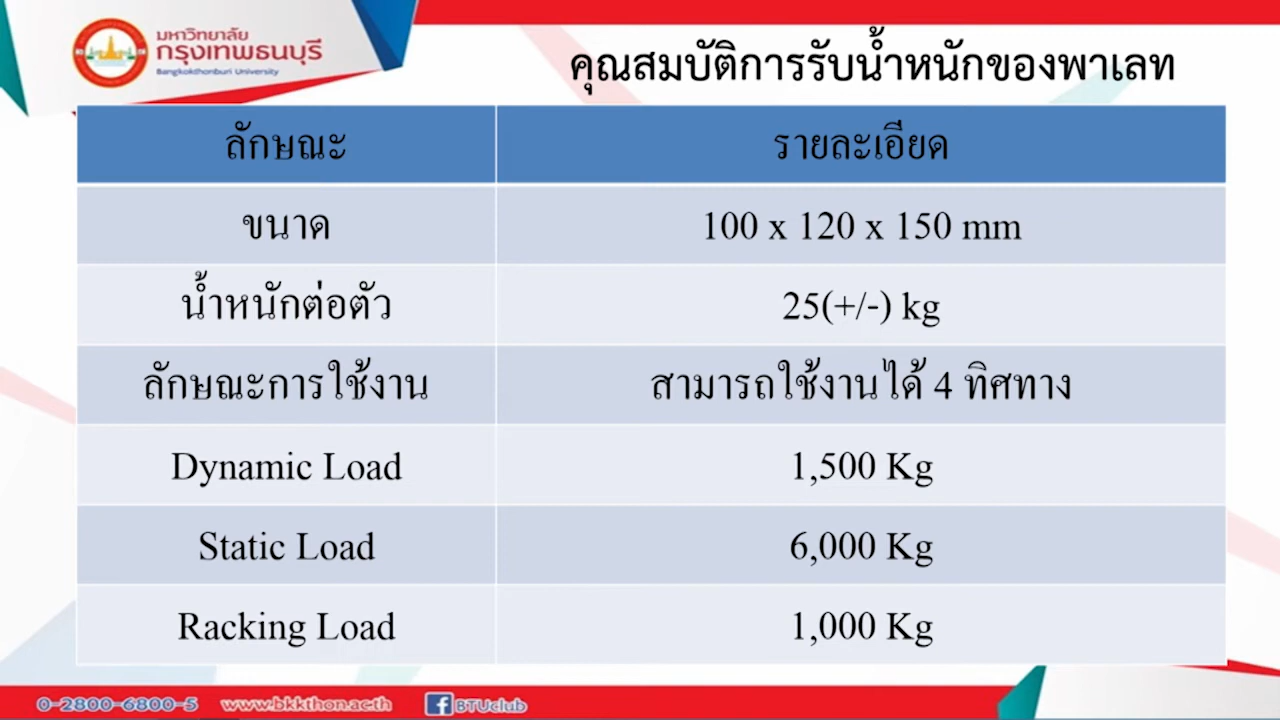 มหาวิทยาลัย
กรุงเทพธนบุรี
Bangkokthonburi University
คุณสมบัติการรับน้ำหนักของพาเลท
ลักษณะ รายละเอียด
ขนาด 100 x 120 x 150 mm
น้ำหนักต่อตัว 25(+/-) kg
ลักษณะการใช้งาน สามารถใช้งานได้ 4 ทิศทาง
Dynamic Load 1,500 Kg
Static Load 6,000 Kg
Racking Load 1,000 Kg
0-2800-6800-5 www.bkkthon.ac.th BTUclub